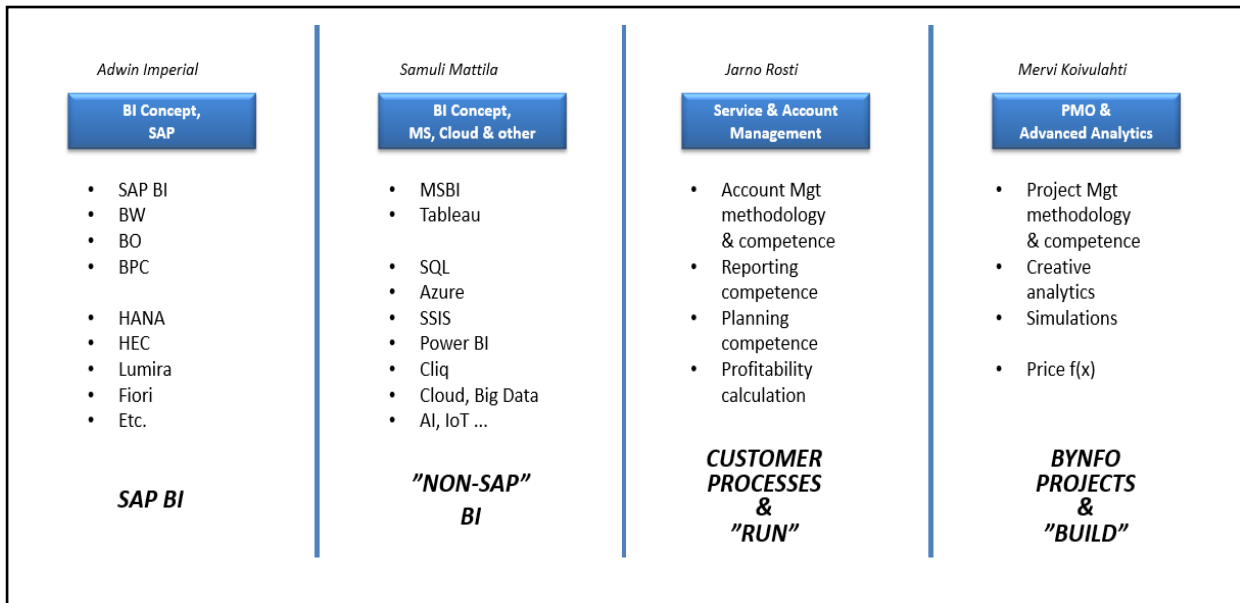 Adwin Imperial
BI Concept,
SAP
• SAP BI
• BW
• BO
• BPC
• HANA
• HEC
• Lumira
• Fiori
• Etc.
SAP BI
Samuli Mattila
BI Concept,
MS, Cloud & other
• MSBI
• Tableau
• SQL
• Azure
• SSIS
• Power BI
• Cliq
• Cloud, Big Data
• AI, IoT ...
”NON-SAP”
BI
Jarno Rosti
Service & Account
Management
• Account Mgt
methodology
& competence
• Reporting
competence
• Planning
competence
• Profitability
calculation
CUSTOMER
PROCESSES
&
”RUN”
Mervi Koivulahti
PMO &
Advanced Analytics
• Project Mgt
methodology
& competence
• Creative
analytics
• Simulations
• Price f(x)
BYNFO
PROJECTS
&
”BUILD”